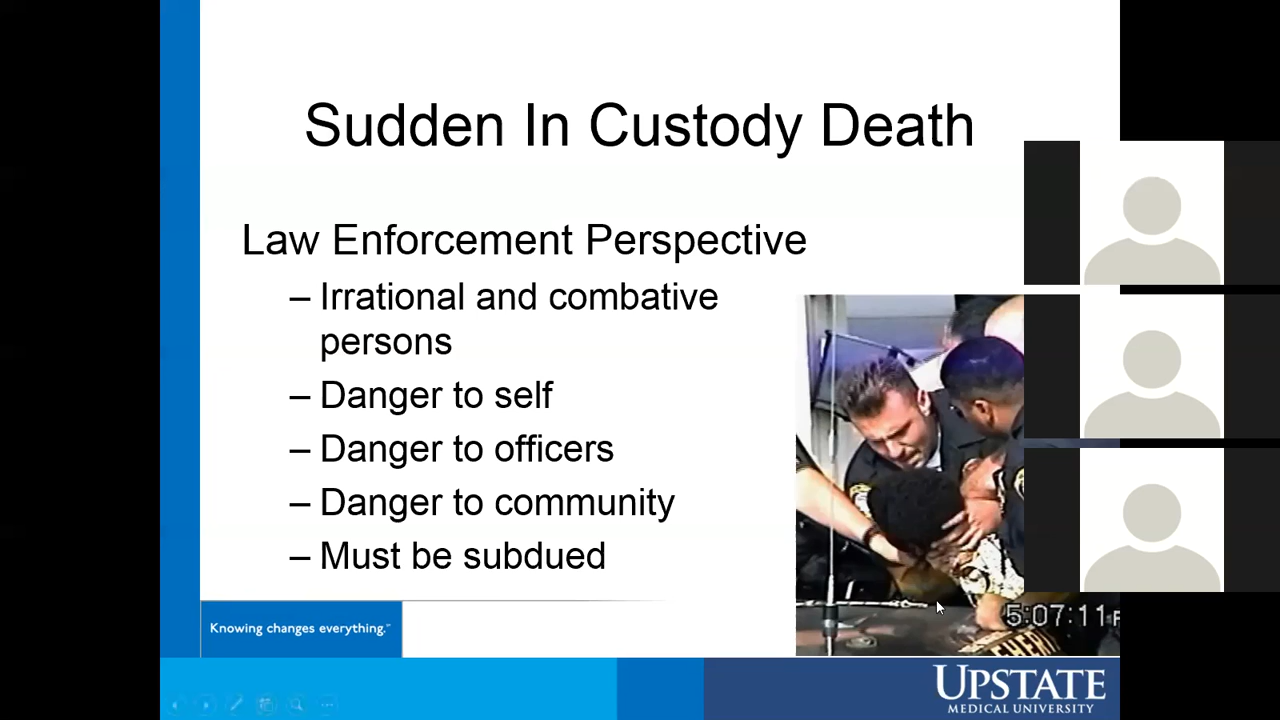 Sudden In Custody Death
Law Enforcement Perspective
– Irrational and combative
persons
– Danger to self
– Danger to officers
– Danger to community
– Must be subdued
5:07:11
Knowing changes everything.™
UPSTATE
MEDICAL UNIVERSITY